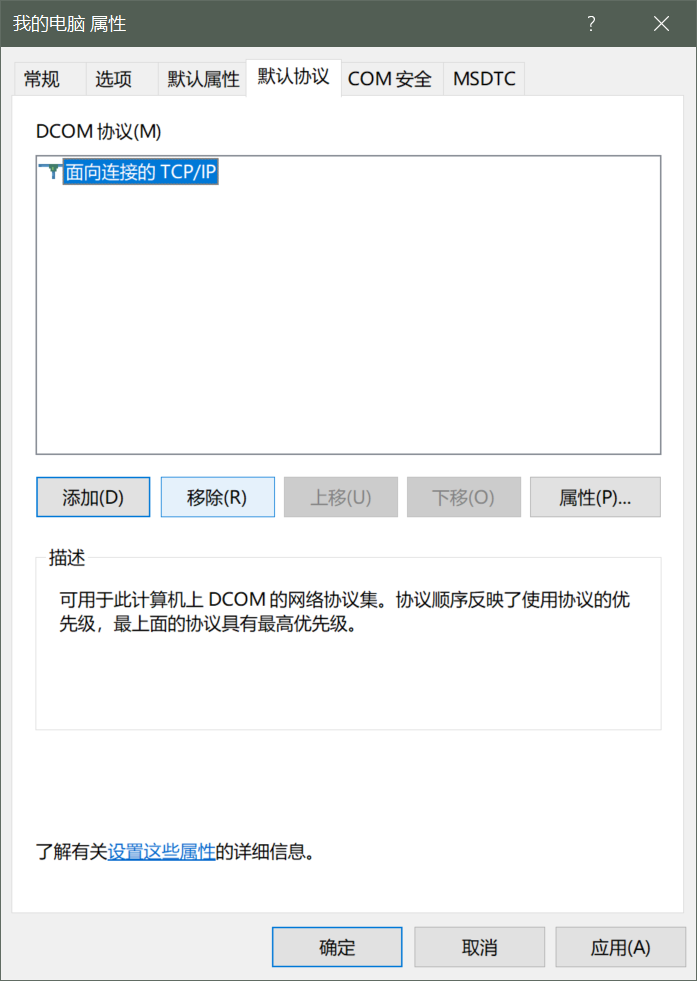 我的电脑 属性
?
常规 选项 默认属性 默认协议 COM 安全 MSDTC
DCOM 协议(M)
面向连接的 TCP/IP
添加(D) 移除(R) 上移(U) 下移(O) 属性(P)...
描述
可用于此计算机上 DCOM 的网络协议集。协议顺序反映了使用协议的优
先级，最上面的协议具有最高优先级。
了解有关设置这些属性的详细信息。
确定 取消 应用(A)